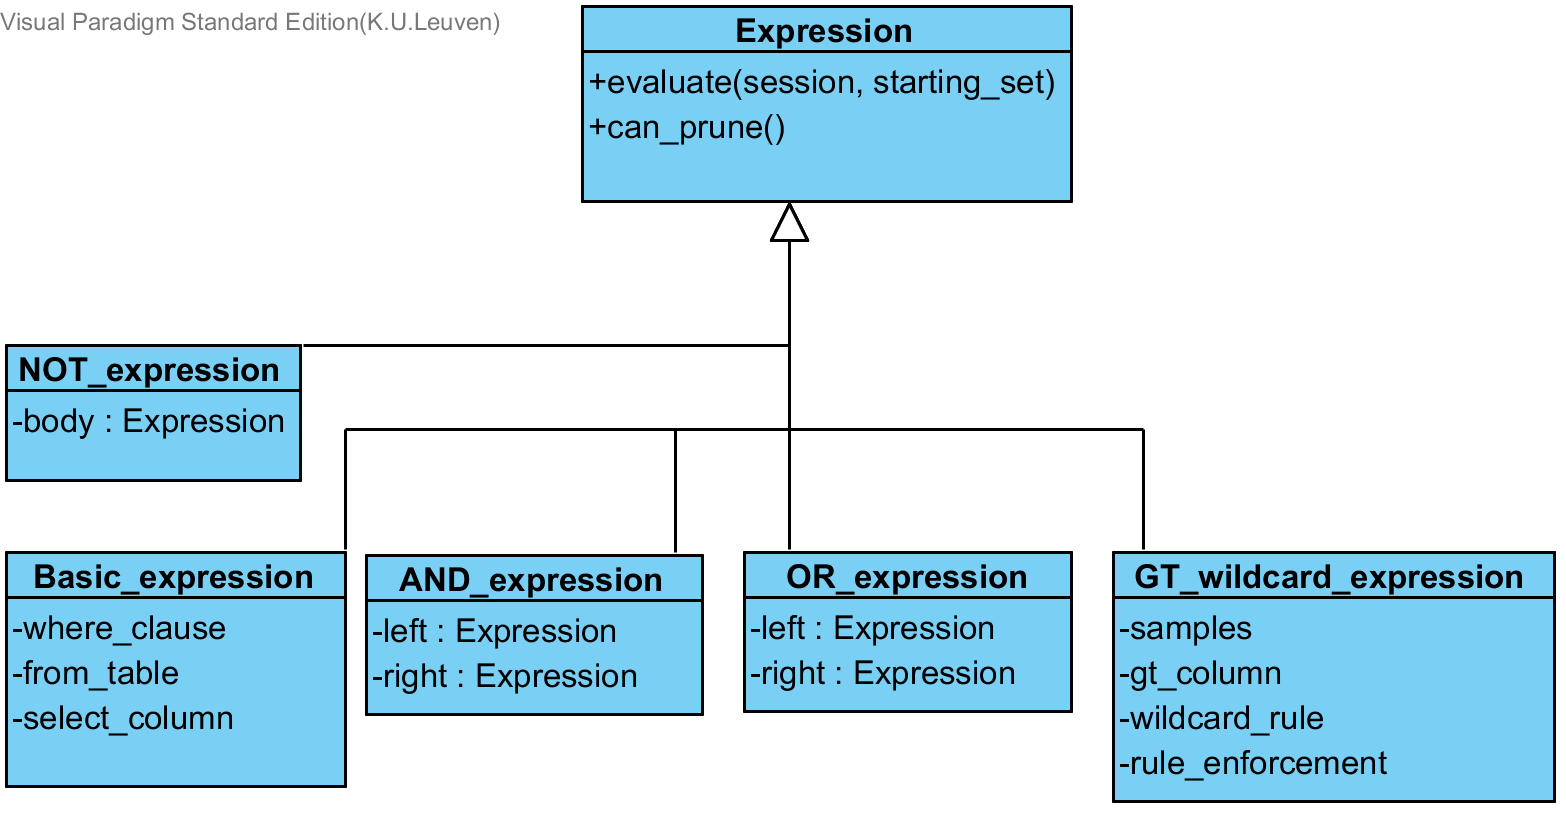 Visual Paradigm Standard Edition(K.U.Leuven)
Expression
+evaluate(session, starting_set)
+can_prune()
NOT_expression
-body : Expression
Basic_expression
-where_clause
-from_table
-select_column
AND_expression
-left : Expression
-right : Expression
OR_expression
-left : Expression
-right : Expression
GT_wildcard_expression
-samples
-gt_column
-wildcard_rule
-rule_enforcement